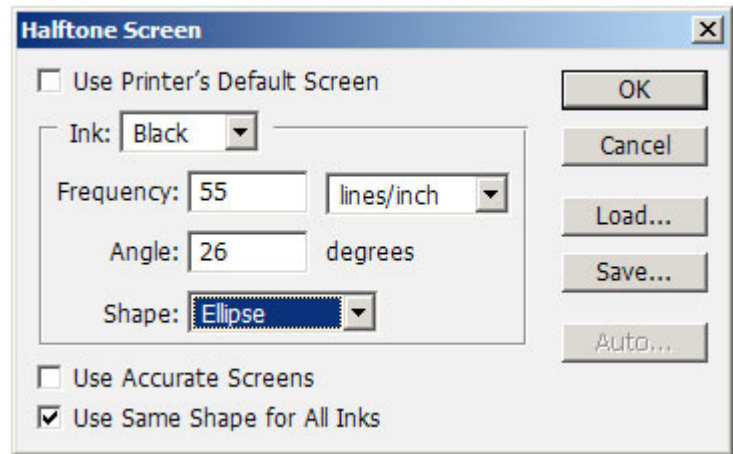 Halftone Screen
Use Printer's Default Screen
OK
Ink: Black
Cancel
Frequency: 55 lines/inch
Load...
Angle: 26 degrees
Save...
Shape: Ellipse
Auto...
Use Accurate Screens
Use Same Shape for All Inks